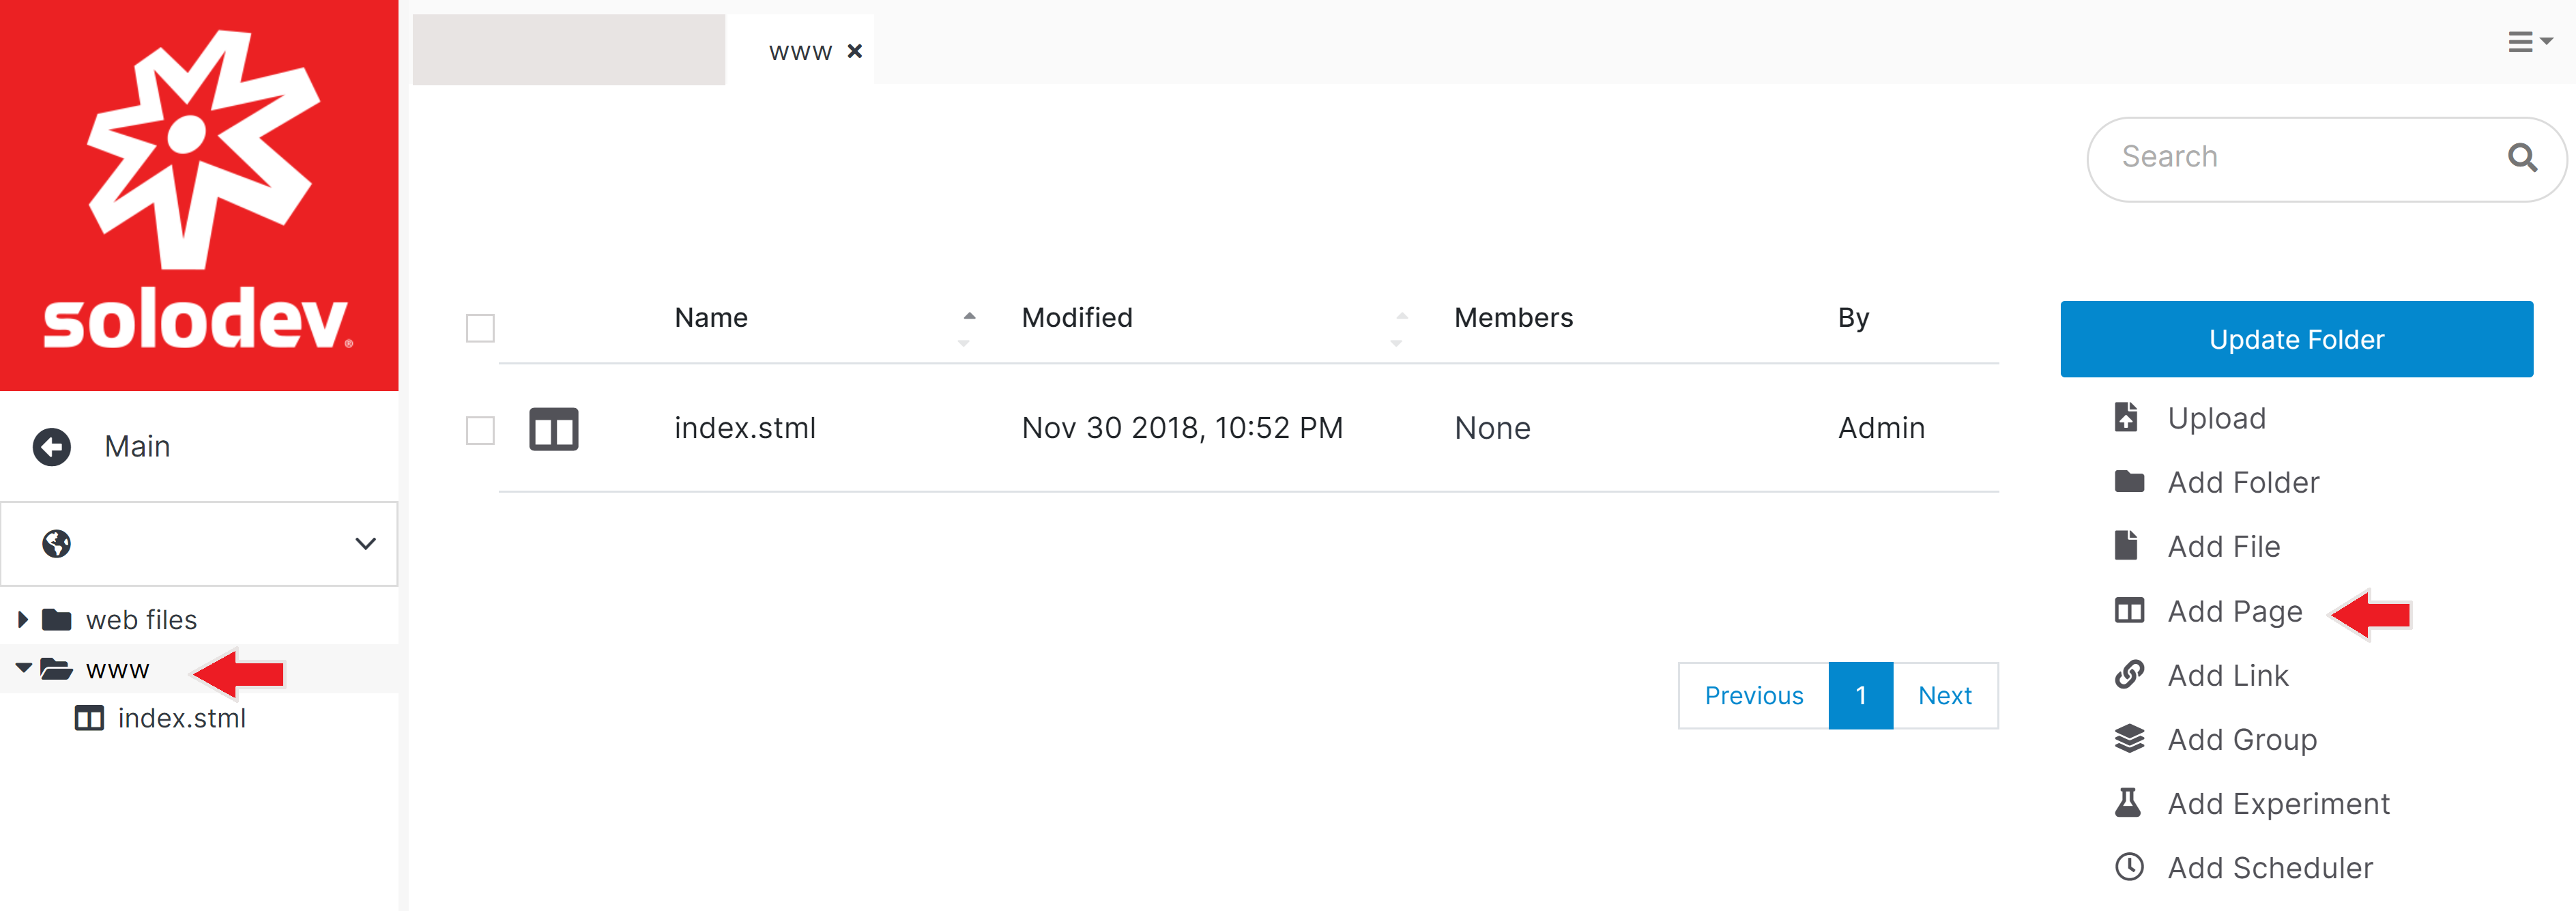 solodev®
Main
web files
www
index.stml
www
Search
Name Modified Members By
index.stml Nov 30 2018, 10:52 PM None Admin
Previous 1 Next
Update Folder
Upload
Add Folder
Add File
Add Page
Add Link
Add Group
Add Experiment
Add Scheduler